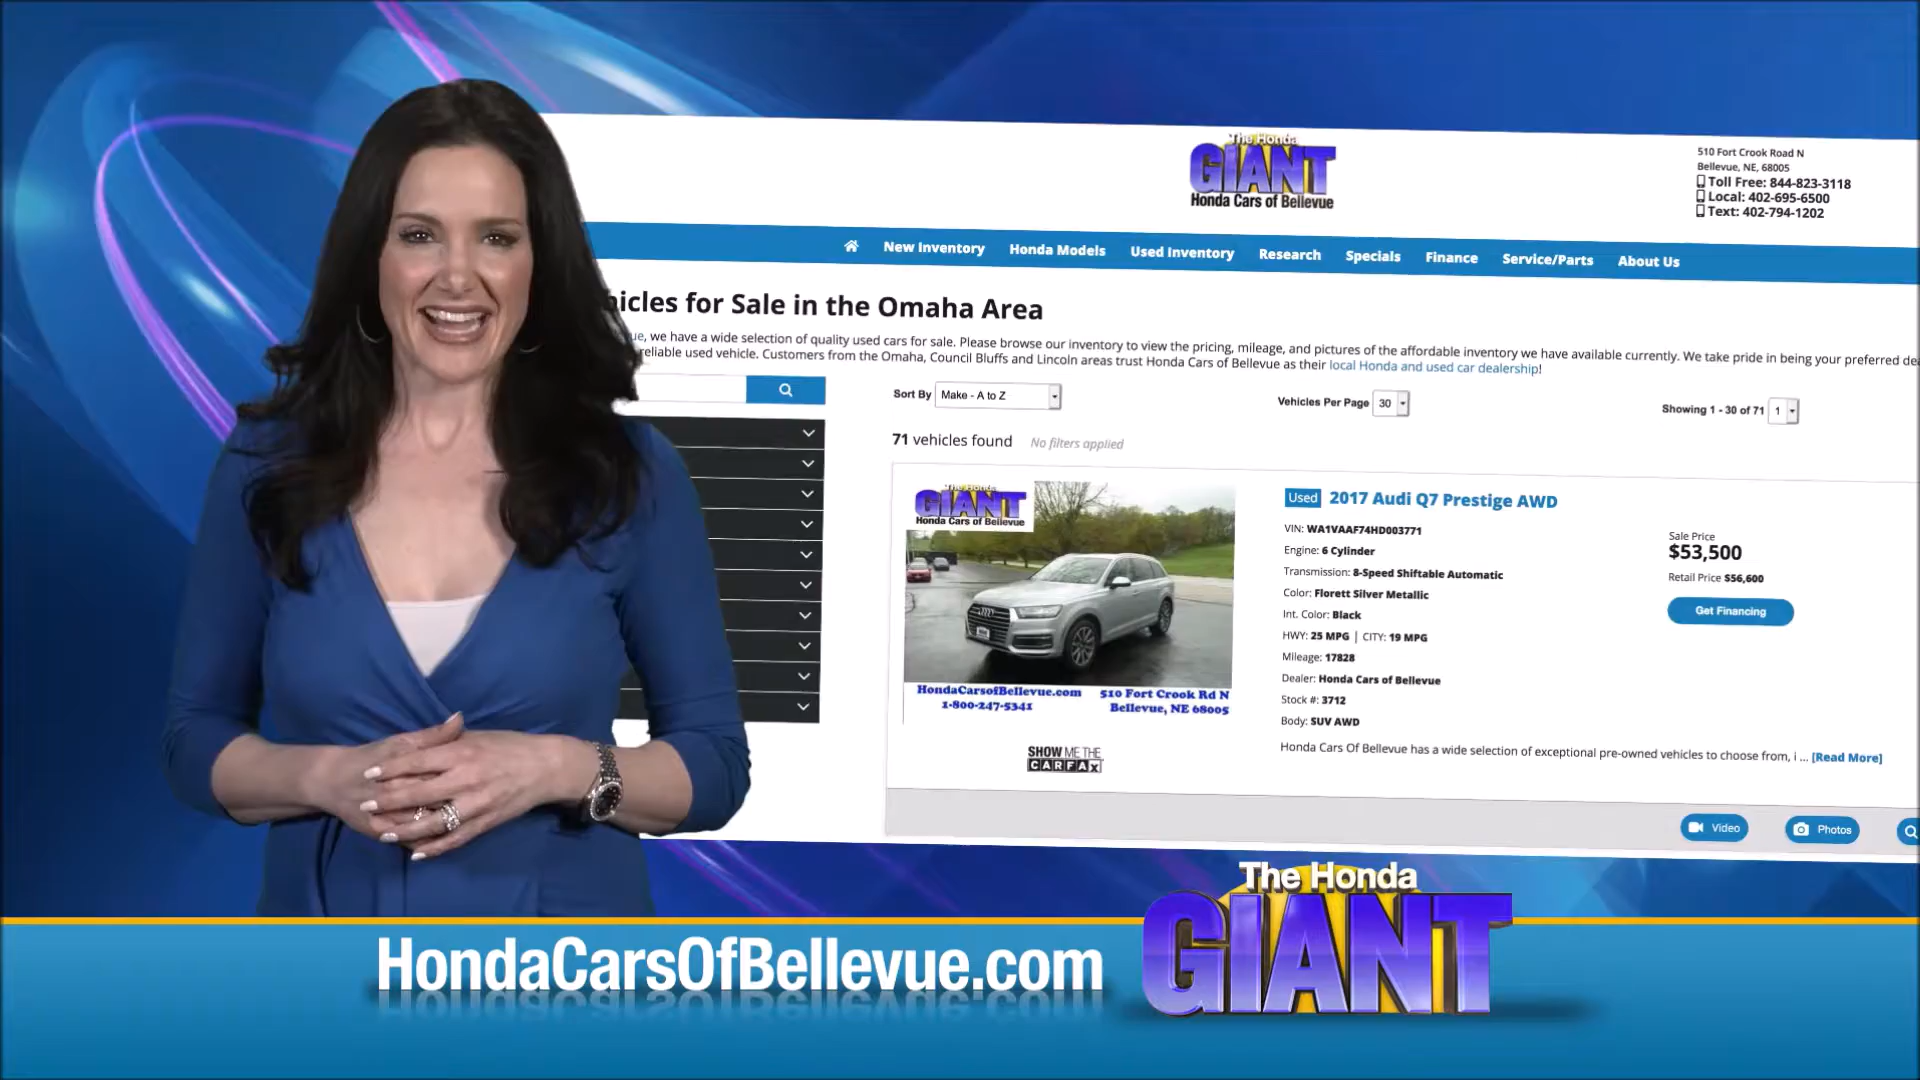 The Honda
GIANT
Honda Cars of Bellevue
510 Fort Crook Road N
Bellevue, NE, 68005
Toll Free: 844-823-3118
Local: 402-695-6500
Text: 402-794-1202
New Inventory Honda Models Used Inventory Research Specials Finance Service/Parts About Us
for Sale in the Omaha Area
we have a wide selection of quality used cars for sale. Please browse our inventory to view the pricing, mileage, and pictures of the affordable inventory we have available currently. We take pride in being your preferred
reliable used vehicle. Customers from the Omaha, Council Bluffs and Lincoln areas trust Honda Cars of Bellevue as their local Honda and used car dealership!
Sort By Make - A to Z Vehicles Per Page 30 Showing 1 - 30 of 71 1
71 vehicles found No filters applied
The Honda
GIANT
Honda Cars of Bellevue
HondaCarsofBellevue.com 510 Fort Crook Rd N
1-800-247-5341 Bellevue, NE 68005
SHOW ME THE
CARFAX
Used 2017 Audi Q7 Prestige AWD
VIN: WA1VAAF74HD003771
Engine: 6 Cylinder
Transmission: 8-Speed Shiftable Automatic
Color: Florett Silver Metallic
Int. Color: Black
HWY: 25 MPG | CITY: 19 MPG
Mileage: 17828
Dealer: Honda Cars of Bellevue
Stock #: 3712
Body: SUV AWD
Honda Cars Of Bellevue has a wide selection of exceptional pre-owned vehicles to choose from, i ... [Read More]
Sale Price
$53,500
Retail Price $56,600
Get Financing
Video Photos
HondaCarsOfBellevue.com
The Honda
GIANT